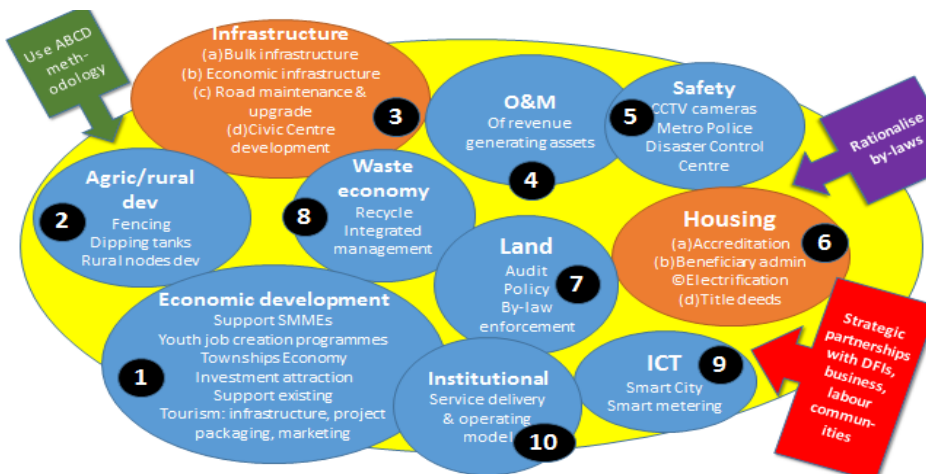 Use ABCD
meth-
odology
Infrastructure
(a)Bulk infrastructure
(b) Economic infrastructure
(c) Road maintenance &
upgrade
(d)Civic Centre
development
3
O&M
Of revenue
generating assets
4
5
Safety
CCTV cameras
Metro Police
Disaster Control
Centre
Rationalise
by-laws
Agric/rural
dev
2
Fencing
Dipping tanks
Rural nodes dev
Waste
economy
8
Recycle
Integrated
management
Land
Audit
Policy
By-law
enforcement
7
Housing
(a)Accreditation
(b)Beneficiary admin
©Electrification
(d)Title deeds
6
Economic development
Support SMMEs
Youth job creation programmes
Townships Economy
Investment attraction
Support existing
Tourism: infrastructure, project
packaging, marketing
1
Institutional
Service delivery
& operating
model
10
ICT
Smart City
Smart metering
9
Strategic
partnerships
with DFIs,
business,
labour
commun-
ities